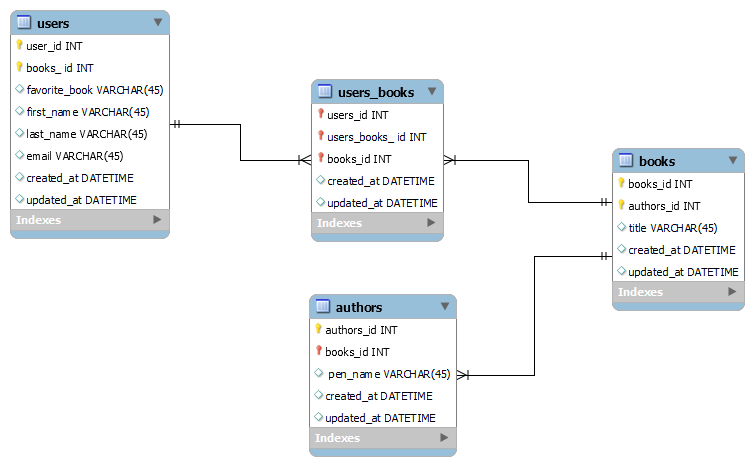 users
user_id INT
books_ id INT
favorite_book VARCHAR(45)
first_name VARCHAR(45)
last_name VARCHAR(45)
email VARCHAR(45)
created_at DATETIME
updated_at DATETIME
Indexes
users_books
users_id INT
users_books_ id INT
books_id INT
created_at DATETIME
updated_at DATETIME
Indexes
books
books_id INT
authors_id INT
title VARCHAR(45)
created_at DATETIME
updated_at DATETIME
Indexes
authors
authors_id INT
books_id INT
pen_name VARCHAR(45)
created_at DATETIME
updated_at DATETIME
Indexes